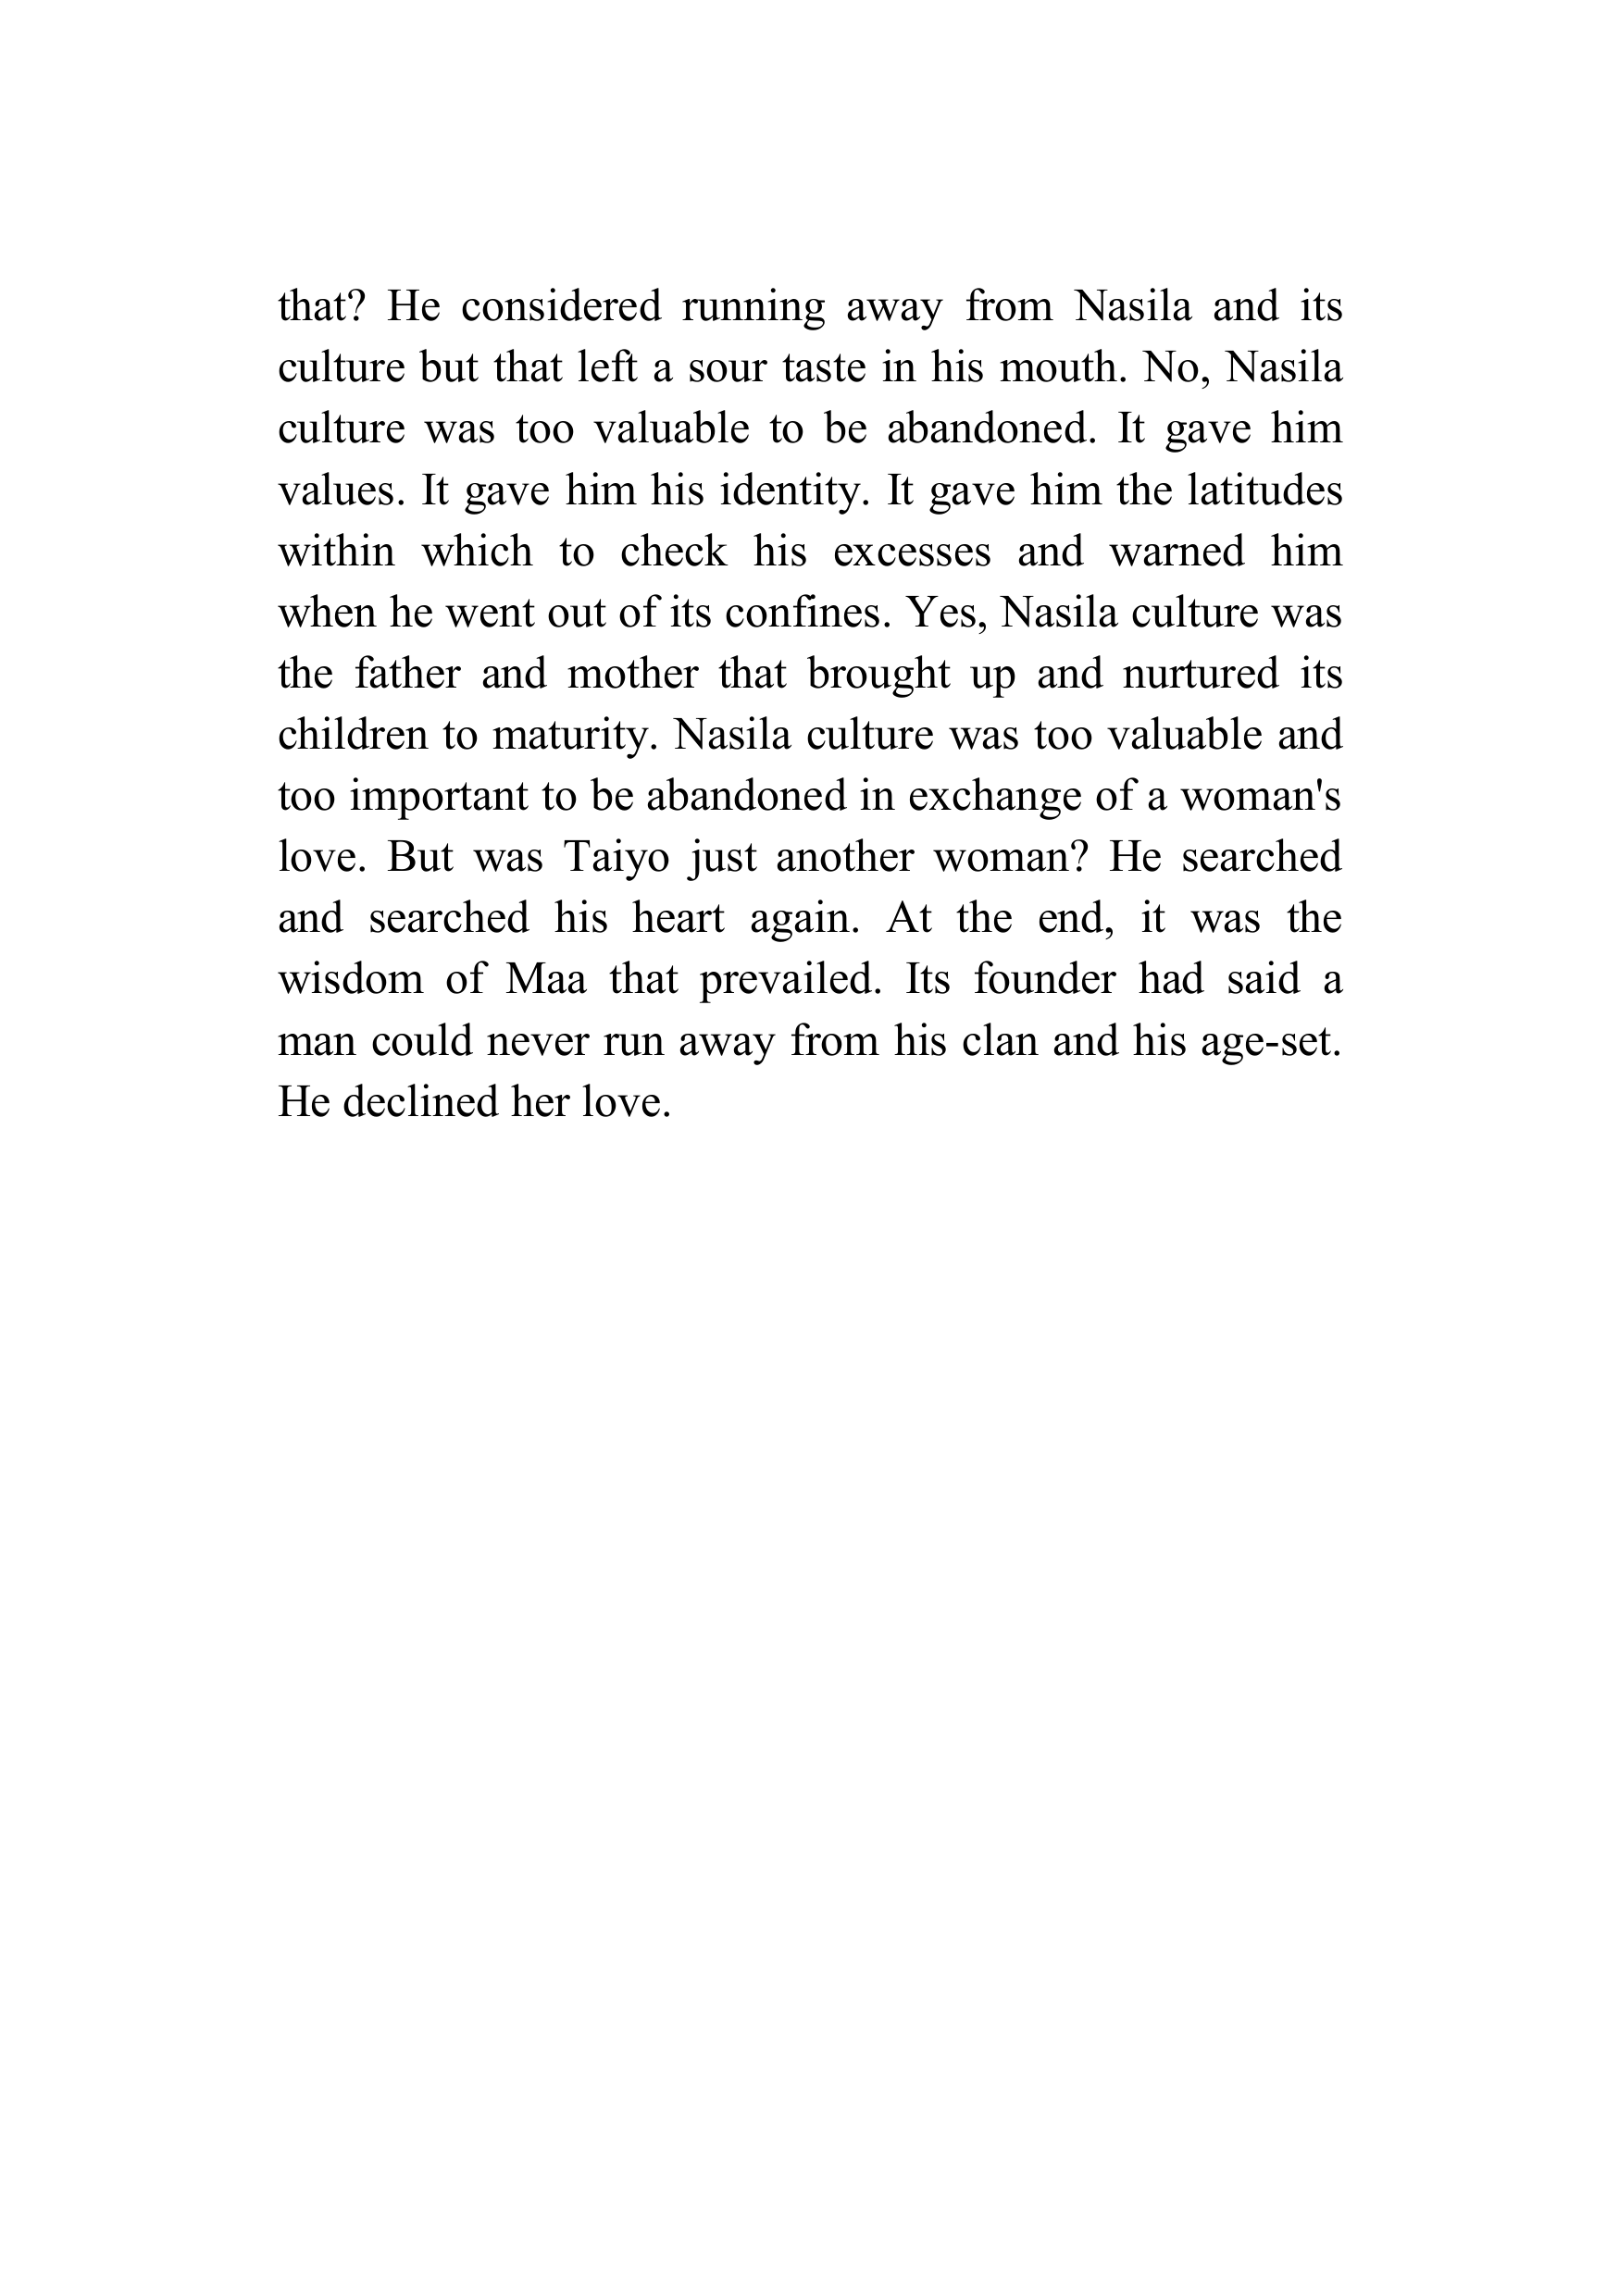 that? He considered running away from Nasila and its
culture but that left a sour taste in his mouth. No, Nasila
culture was too valuable to be abandoned. It gave him
values. It gave him his identity. It gave him the latitudes
within which to check his excesses and warned him
when he went out of its confines. Yes, Nasila culture was
the father and mother that brought up and nurtured its
children to maturity. Nasila culture was too valuable and
too important to be abandoned in exchange of a woman's
love. But was Taiyo just another woman? He searched
and searched his heart again. At the end, it was the
wisdom of Maa that prevailed. Its founder had said a
man could never run away from his clan and his age-set.
He declined her love.